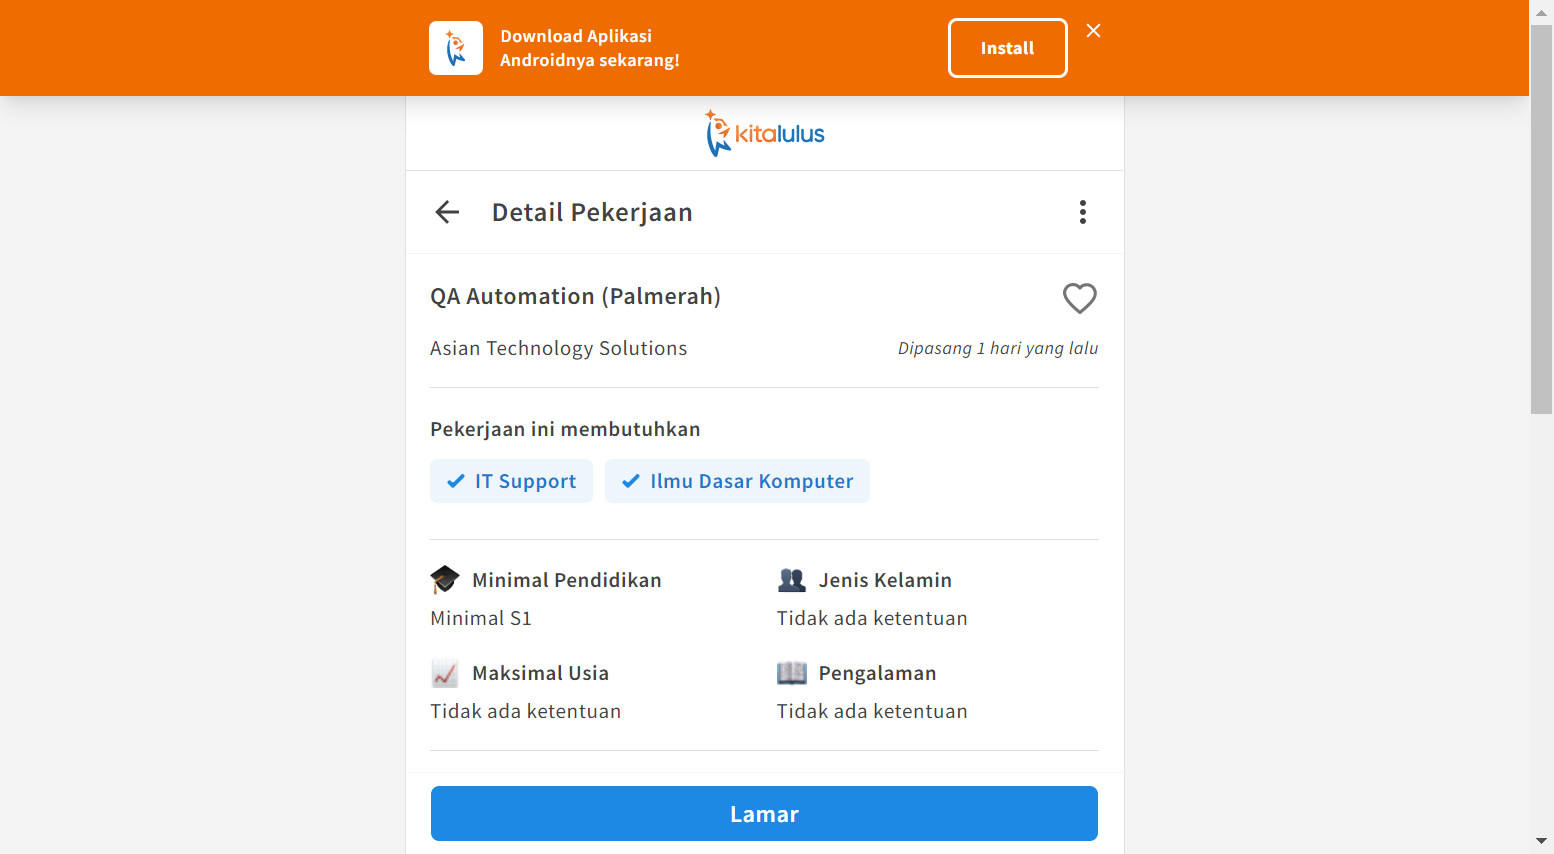 Download Aplikasi
Androidnya sekarang!
Install
kitalulus
Detail Pekerjaan
QA Automation (Palmerah)
Asian Technology Solutions
Dipasang 1 hari yang lalu
Pekerjaan ini membutuhkan
IT Support
Ilmu Dasar Komputer
Minimal Pendidikan
Minimal S1
Jenis Kelamin
Tidak ada ketentuan
Maksimal Usia
Tidak ada ketentuan
Pengalaman
Tidak ada ketentuan
Lamar